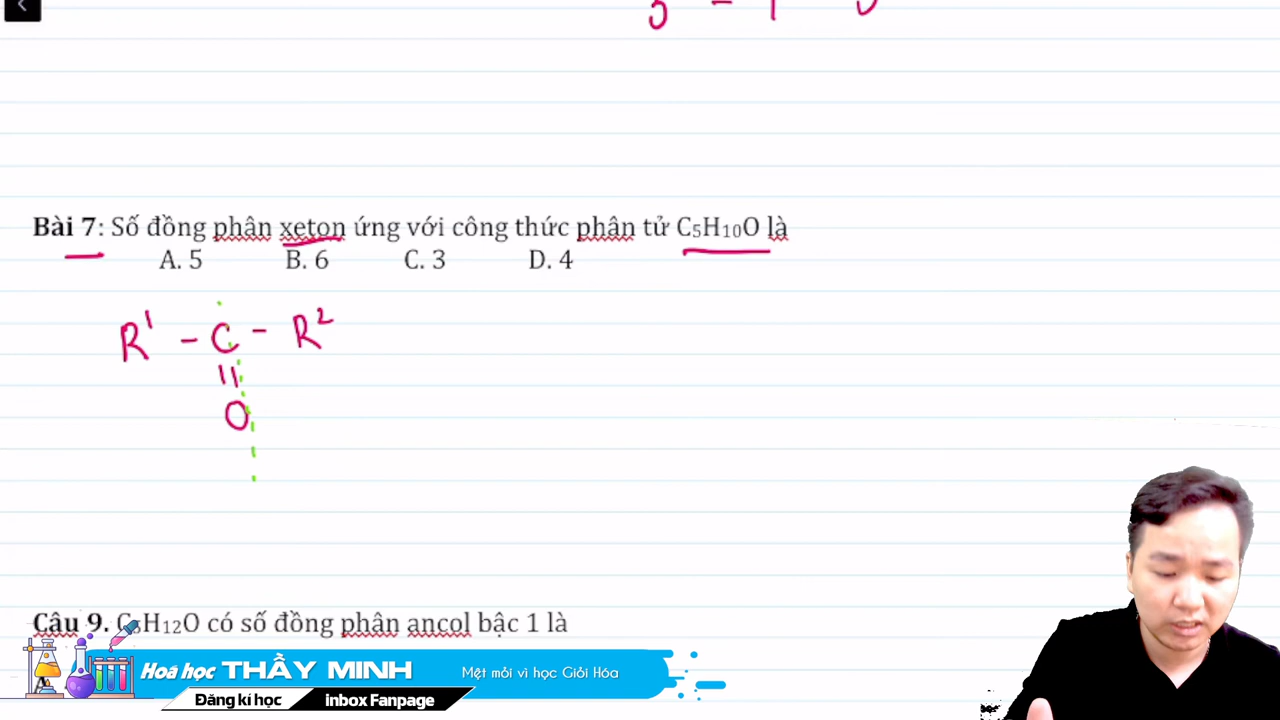 Bài 7: Số đồng phân xeton ứng với công thức phân tử C₅H₁₀O là
A. 5 B. 6 C. 3 D. 4
R¹ - C - R²
||
O
Câu 9. C₅H₁₂O có số đồng phân ancol bậc 1 là
Hoá học THẦY MINH
Mệt mỏi vì học Giỏi Hóa
Đăng kí học inbox Fanpage